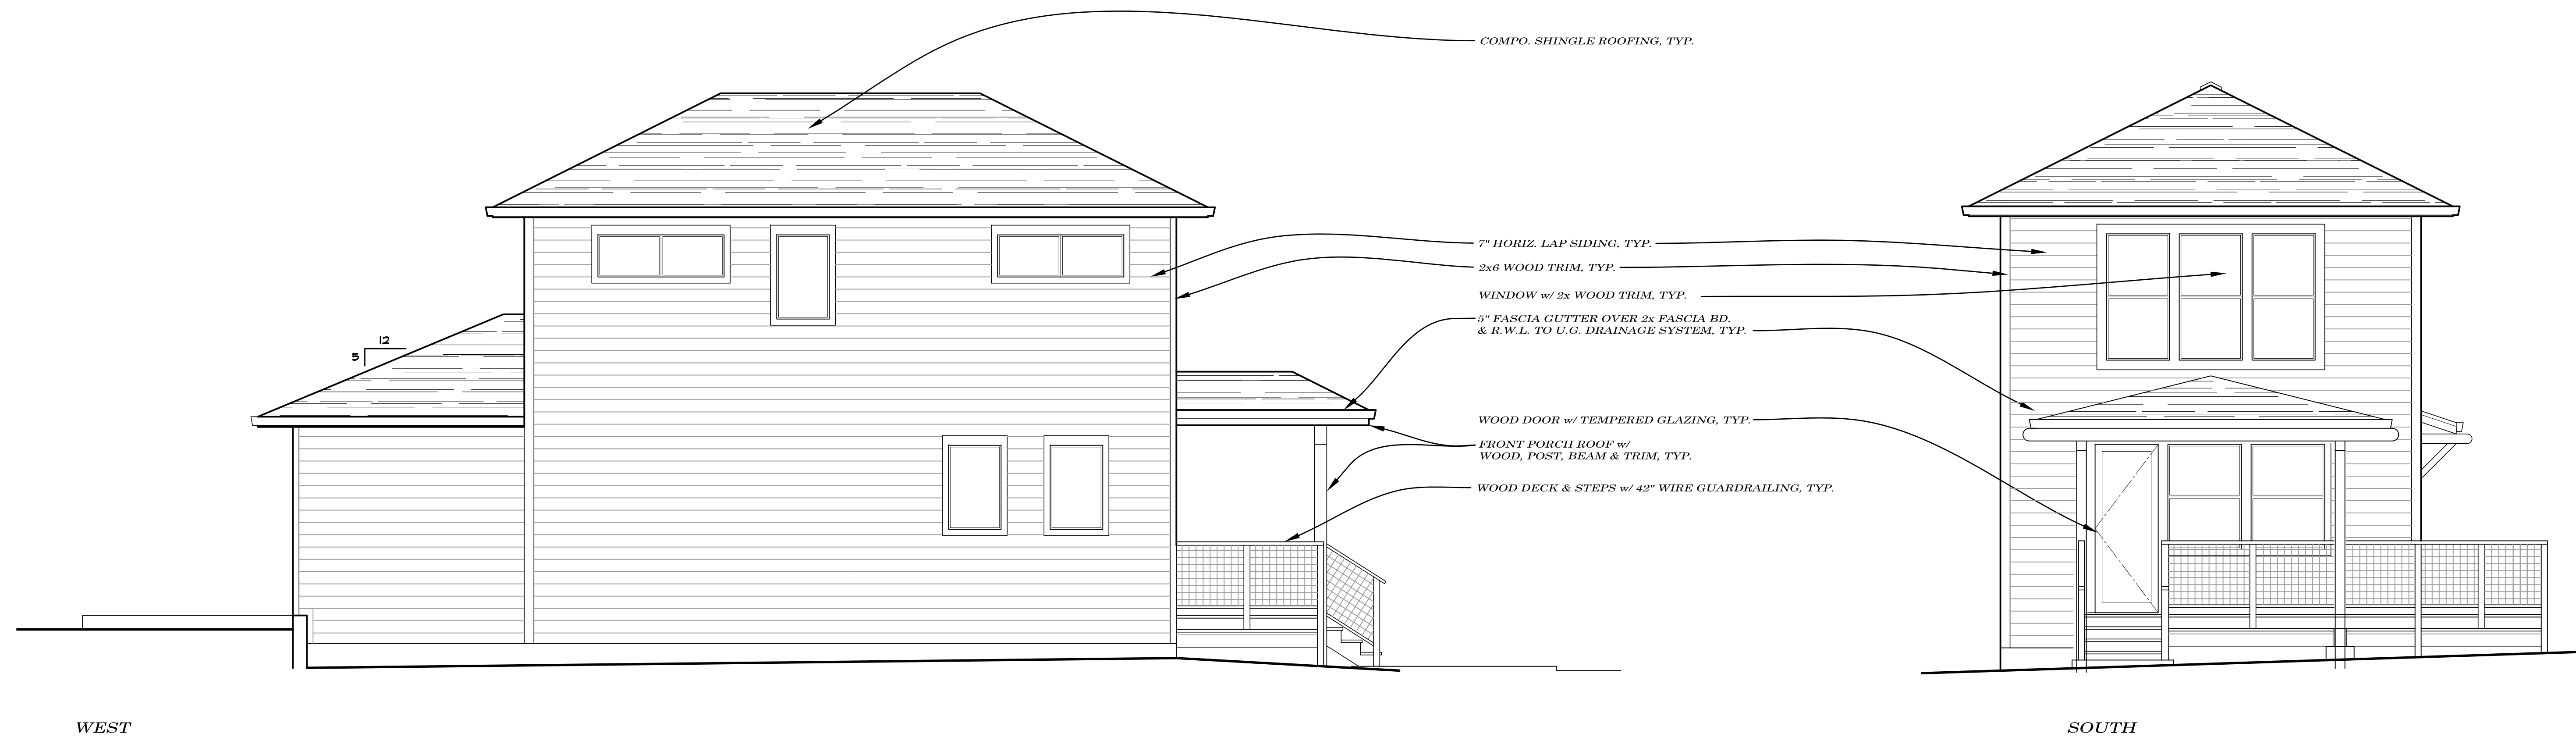 COMPO. SHINGLE ROOFING, TYP.
7" HORIZ. LAP SIDING, TYP.
2x6 WOOD TRIM, TYP.
WINDOW w/ 2x WOOD TRIM, TYP.
5" FASCIA GUTTER OVER 2x FASCIA BD.
& R.W.L. TO U.G. DRAINAGE SYSTEM, TYP.
12
5
WOOD DOOR w/ TEMPERED GLAZING, TYP.
FRONT PORCH ROOF w/
WOOD, POST, BEAM & TRIM, TYP.
WOOD DECK & STEPS w/ 42" WIRE GUARDRAILING, TYP.
WEST
SOUTH